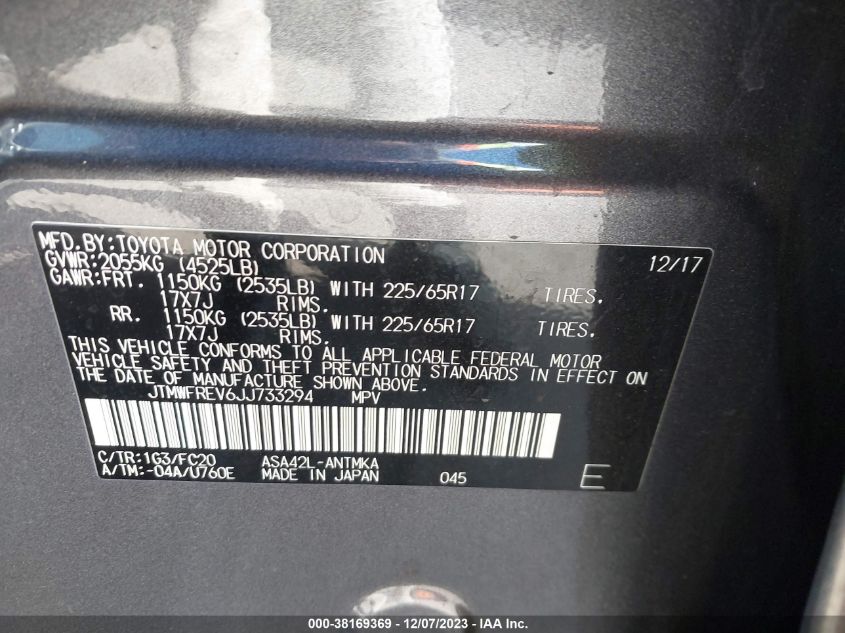 MFD.BY:TOYOTA MOTOR CORPORATION 12/17
GVWR:2055KG (4525LB)
GAWR:FRT. 1150KG (2535LB) WITH 225/65R17 TIRES.
17X7J RIMS.
RR. 1150KG (2535LB) WITH 225/65R17 TIRES.
17X7J RIMS.
THIS VEHICLE CONFORMS TO ALL APPLICABLE FEDERAL MOTOR
VEHICLE SAFETY AND THEFT PREVENTION STANDARDS IN EFFECT ON
THE DATE OF MANUFACTURE SHOWN ABOVE.
JTMWFREV6JJ733294 MPV
C/TR:1G3/FC20 ASA42L-ANTMKA
A/TM:-04A/U760E MADE IN JAPAN 045 E
000-38169369 - 12/07/2023 - © IAA Inc.